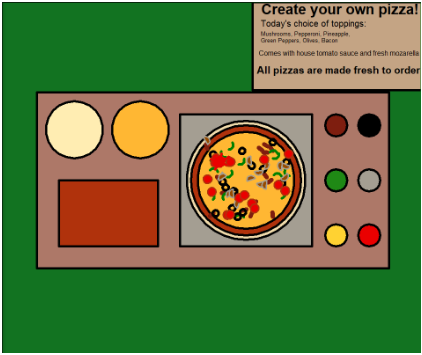 Create your own pizza!
Today's choice of toppings:
Mushrooms, Pepperoni, Pineapple,
Green Peppers, Olives, Bacon
Comes with house tomato sauce and fresh mozarella
All pizzas are made fresh to order